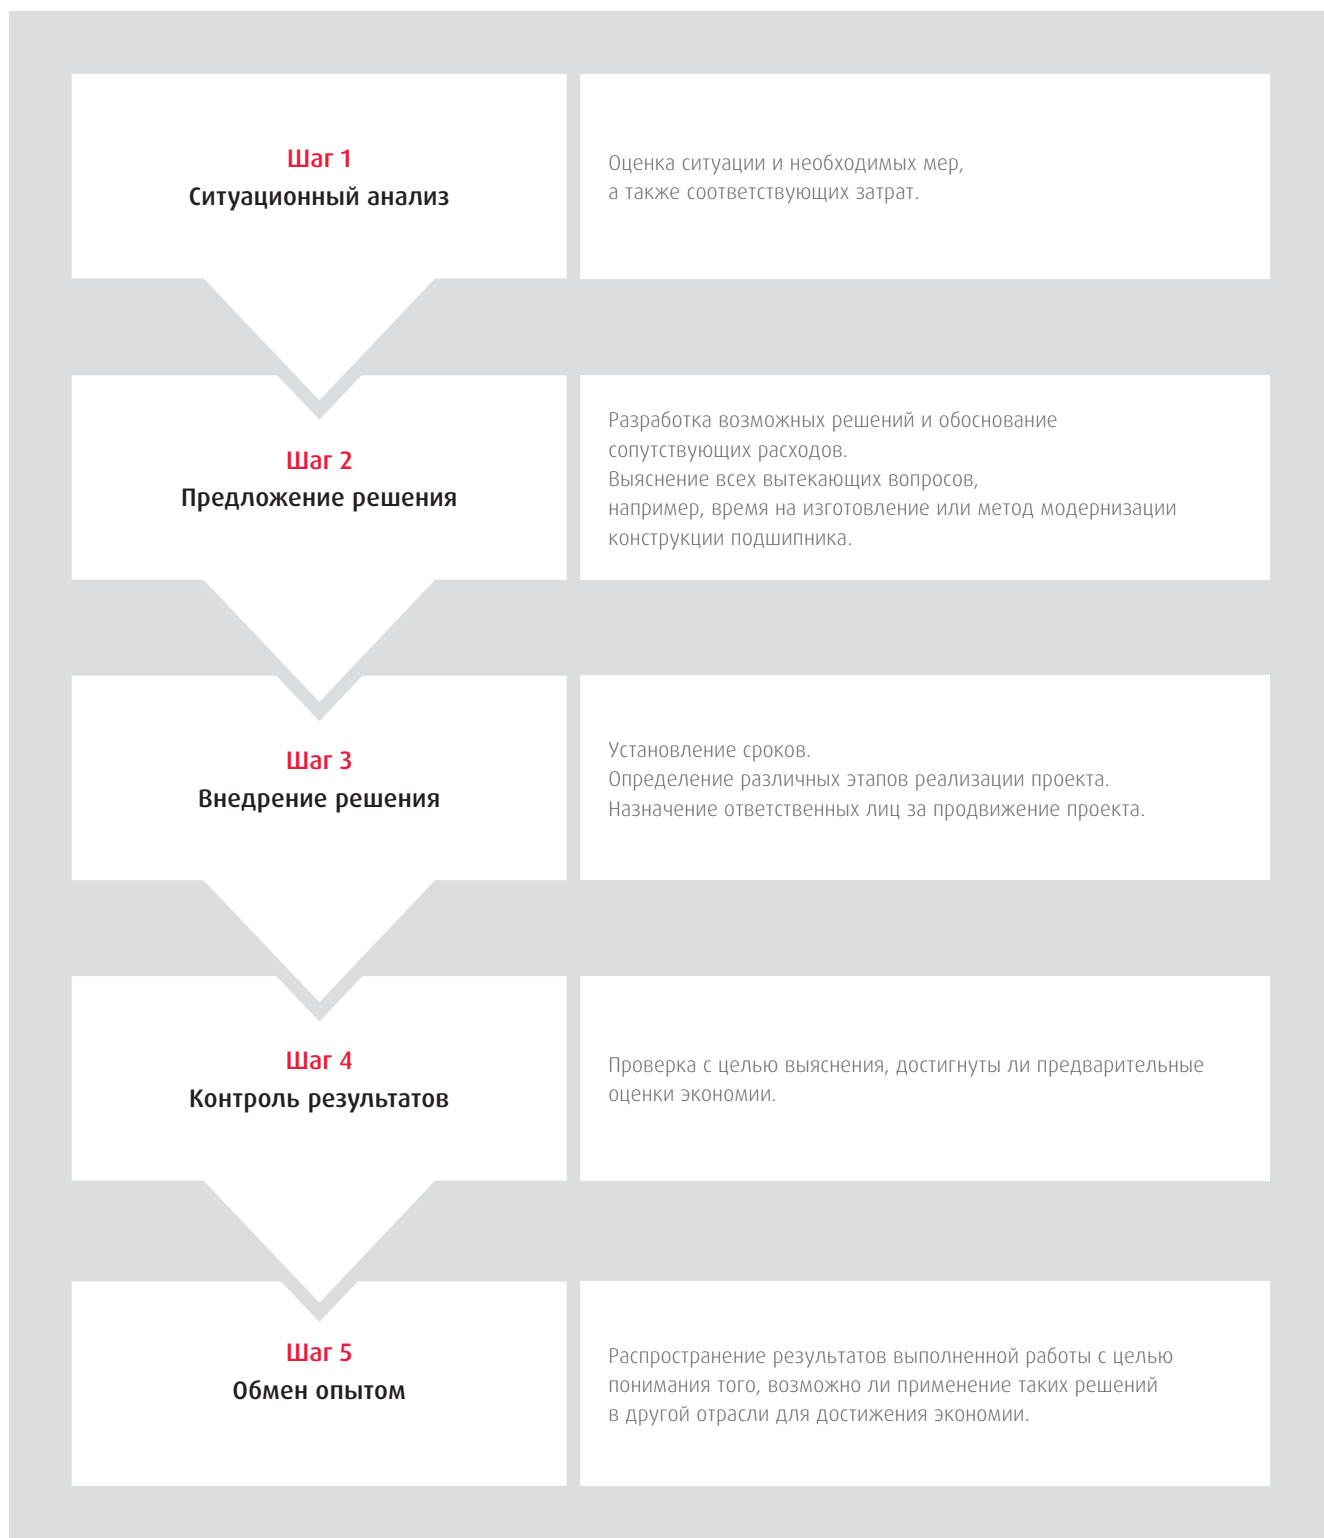 Шаг 1
Ситуационный анализ
Оценка ситуации и необходимых мер,
а также соответствующих затрат.
Шаг 2
Предложение решения
Разработка возможных решений и обоснование
сопутствующих расходов.
Выяснение всех вытекающих вопросов,
например, время на изготовление или метод модернизации
конструкции подшипника.
Шаг 3
Внедрение решения
Установление сроков.
Определение различных этапов реализации проекта.
Назначение ответственных лиц за продвижение проекта.
Шаг 4
Контроль результатов
Проверка с целью выяснения, достигнуты ли предварительные
оценки экономии.
Шаг 5
Обмен опытом
Распространение результатов выполненной работы с целью
понимания того, возможно ли применение таких решений
в другой отрасли для достижения экономии.